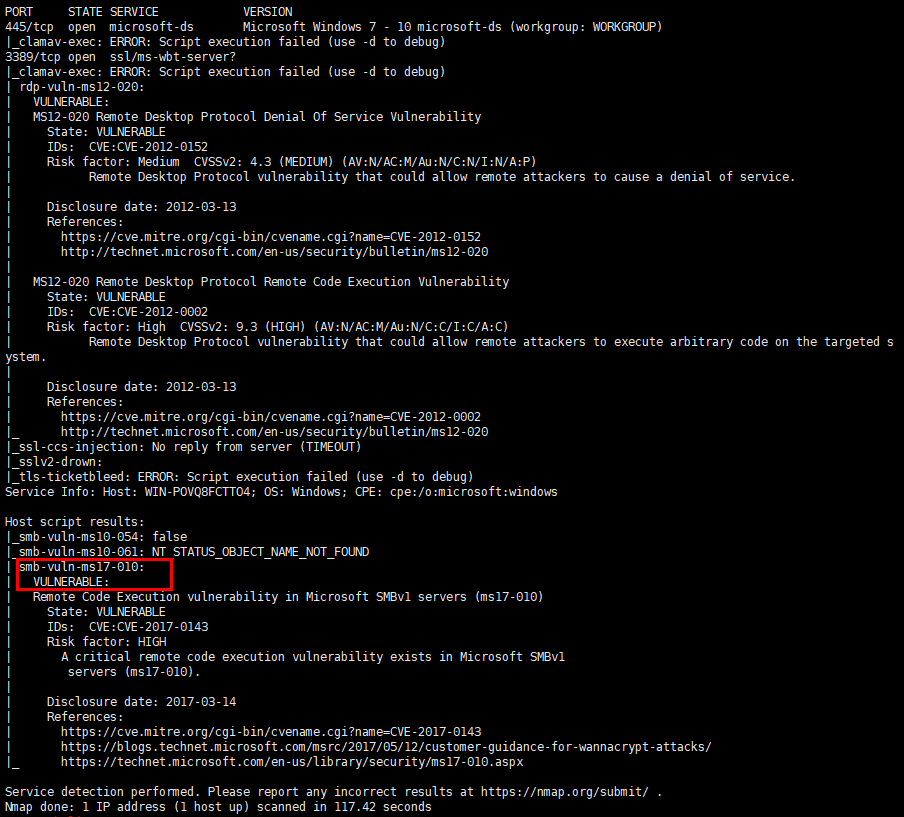 PORT     STATE SERVICE            VERSION
445/tcp  open  microsoft-ds       Microsoft Windows 7 - 10 microsoft-ds (workgroup: WORKGROUP)
|_clamav-exec: ERROR: Script execution failed (use -d to debug)
3389/tcp open  ssl/ms-wbt-server?
|_clamav-exec: ERROR: Script execution failed (use -d to debug)
| rdp-vuln-ms12-020:
|   VULNERABLE:
|   MS12-020 Remote Desktop Protocol Denial Of Service Vulnerability
|     State: VULNERABLE
|     IDs:  CVE:CVE-2012-0152
|     Risk factor: Medium  CVSSv2: 4.3 (MEDIUM) (AV:N/AC:M/Au:N/C:N/I:N/A:P)
|           Remote Desktop Protocol vulnerability that could allow remote attackers to cause a denial of service.
|
|     Disclosure date: 2012-03-13
|     References:
|       https://cve.mitre.org/cgi-bin/cvename.cgi?name=CVE-2012-0152
|       http://technet.microsoft.com/en-us/security/bulletin/ms12-020
|
|   MS12-020 Remote Desktop Protocol Remote Code Execution Vulnerability
|     State: VULNERABLE
|     IDs:  CVE:CVE-2012-0002
|     Risk factor: High  CVSSv2: 9.3 (HIGH) (AV:N/AC:M/Au:N/C:C/I:C/A:C)
|           Remote Desktop Protocol vulnerability that could allow remote attackers to execute arbitrary code on the targeted s
ystem.
|
|     Disclosure date: 2012-03-13
|     References:
|       https://cve.mitre.org/cgi-bin/cvename.cgi?name=CVE-2012-0002
|_      http://technet.microsoft.com/en-us/security/bulletin/ms12-020
|_ssl-ccs-injection: No reply from server (TIMEOUT)
|_sslv2-drown:
|_tls-ticketbleed: ERROR: Script execution failed (use -d to debug)
Service Info: Host: WIN-POVQ8FCTTO4; OS: Windows; CPE: cpe:/o:microsoft:windows

Host script results:
|_smb-vuln-ms10-054: false
|_smb-vuln-ms10-061: NT_STATUS_OBJECT_NAME_NOT_FOUND
| smb-vuln-ms17-010:
|   VULNERABLE:
|   Remote Code Execution vulnerability in Microsoft SMBv1 servers (ms17-010)
|     State: VULNERABLE
|     IDs:  CVE:CVE-2017-0143
|     Risk factor: HIGH
|       A critical remote code execution vulnerability exists in Microsoft SMBv1
|        servers (ms17-010).
|
|     Disclosure date: 2017-03-14
|     References:
|       https://cve.mitre.org/cgi-bin/cvename.cgi?name=CVE-2017-0143
|       https://blogs.technet.microsoft.com/msrc/2017/05/12/customer-guidance-for-wannacrypt-attacks/
|_      https://technet.microsoft.com/en-us/library/security/ms17-010.aspx

Service detection performed. Please report any incorrect results at https://nmap.org/submit/ .
Nmap done: 1 IP address (1 host up) scanned in 117.42 seconds